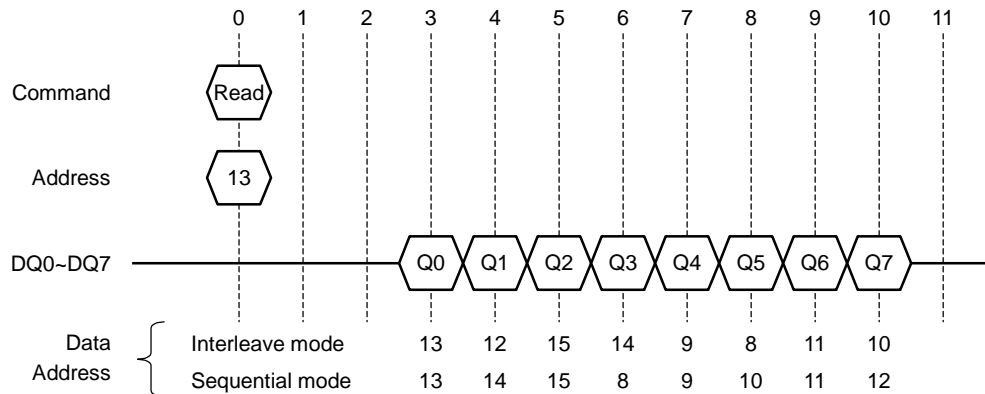 0 1 2 3 4 5 6 7 8 9 10 11
Command Read
Address 13
DQ0~DQ7 Q0 Q1 Q2 Q3 Q4 Q5 Q6 Q7
Data Interleave mode 13 12 15 14 9 8 11 10
Address Sequential mode 13 14 15 8 9 10 11 12